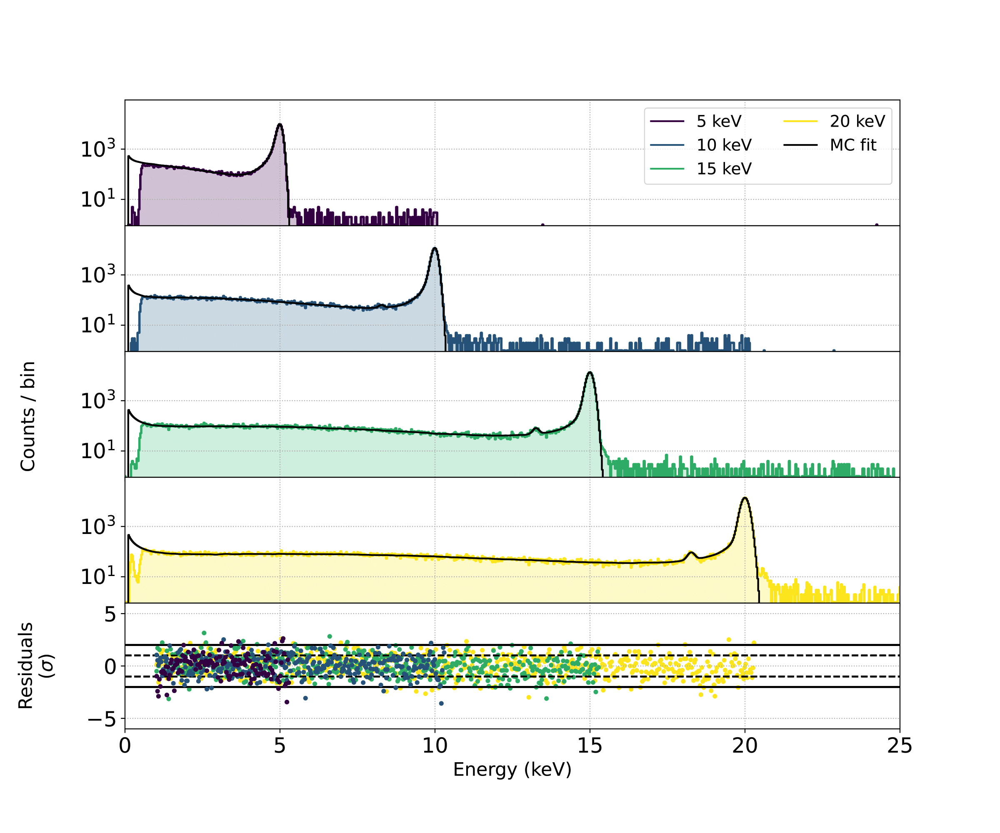 10³
10¹
5 keV
10 keV
15 keV
20 keV
MC fit
10³
10¹
10³
10¹
10³
10¹
Counts / bin
5
0
−5
Residuals
(σ)
0 5 10 15 20 25
Energy (keV)